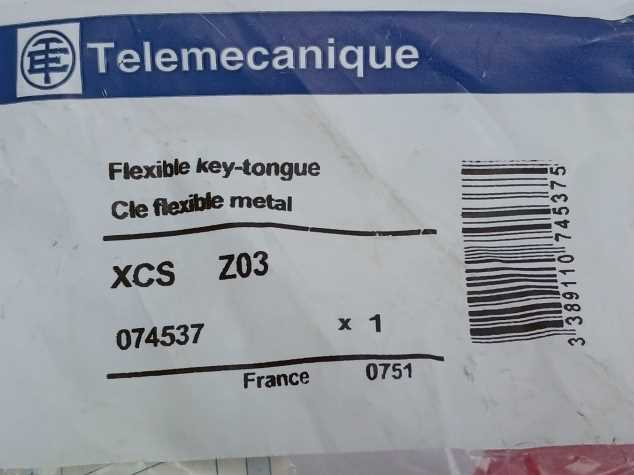 Telemecanique
Flexible key-tongue
Cle flexible metal
XCS Z03
074537 x 1
France 0751
3 389110 745375